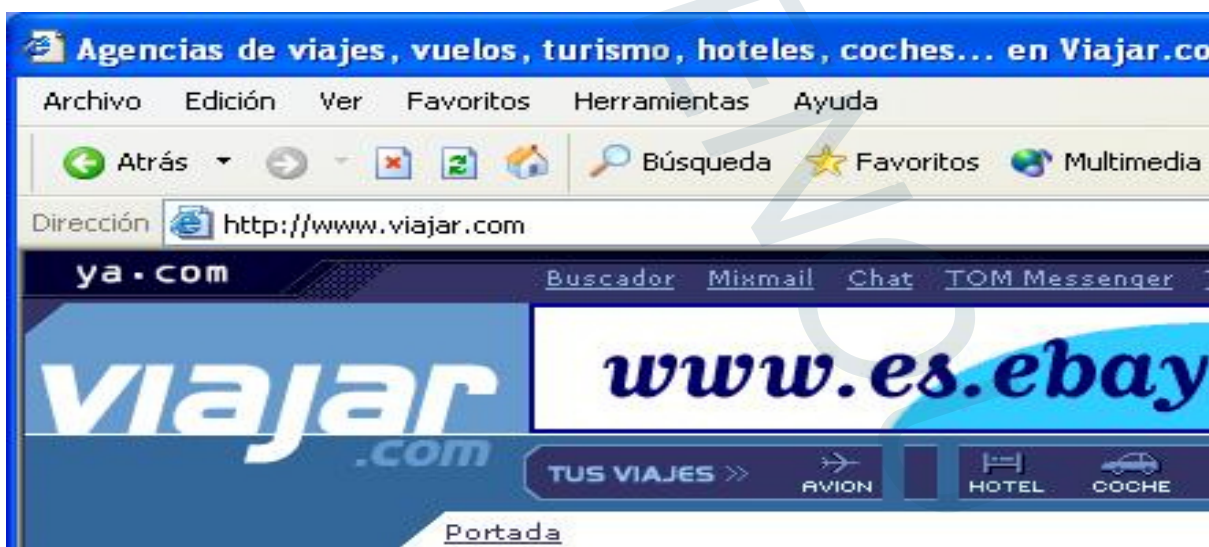 Agencias de viajes, vuelos, turismo, hoteles, coches... en Viajar.co
Archivo Edición Ver Favoritos Herramientas Ayuda
Atrás Búsqueda Favoritos Multimedia
Dirección http://www.viajar.com
ya.com Buscador Mixmail Chat TOM Messenger
www.es.ebay
viajar
.com
TUS VIAJES >> AVION HOTEL COCHE
Portada